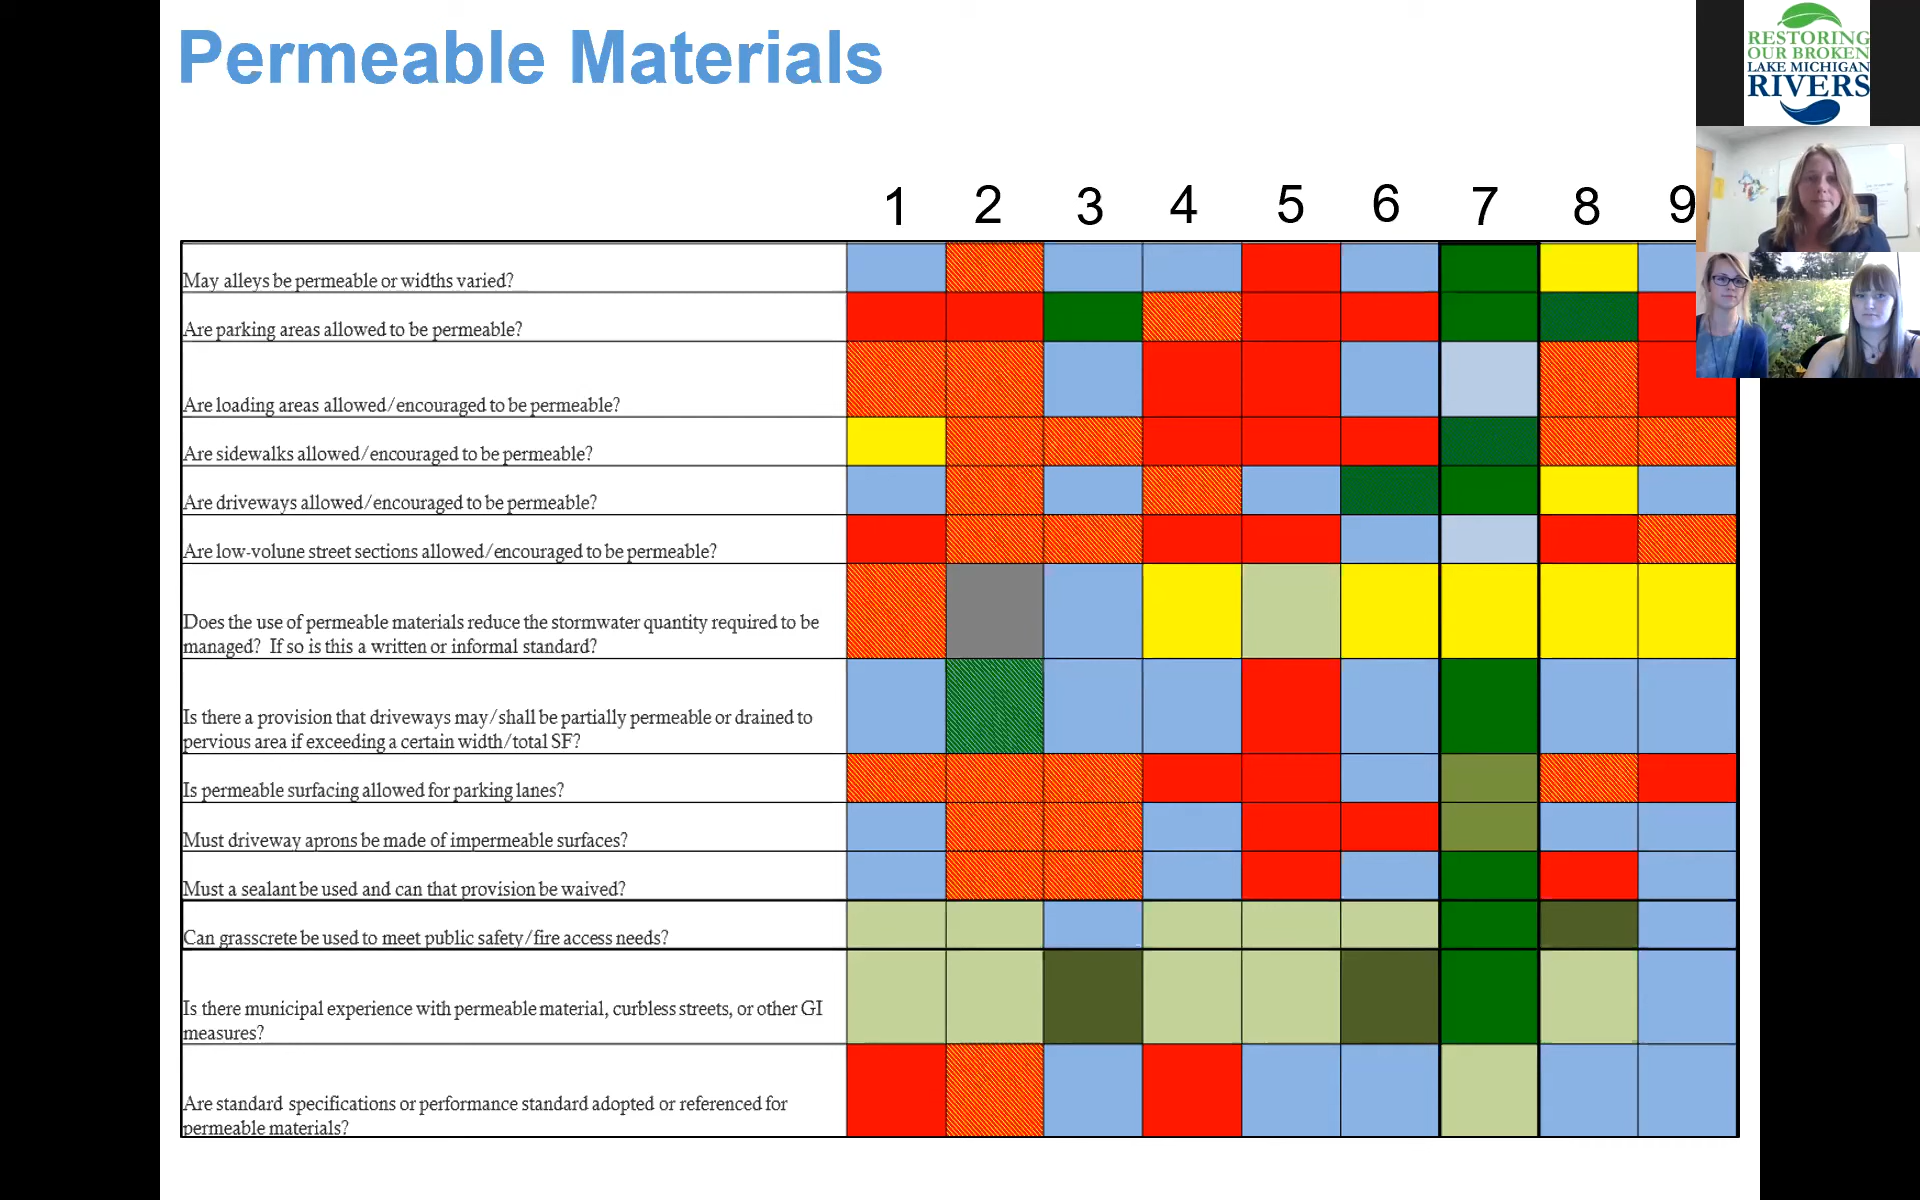 Permeable Materials
RESTORING
OUR BROKEN
LAKE MICHIGAN
RIVERS
1 2 3 4 5 6 7 8 9
May alleys be permeable or widths varied?
Are parking areas allowed to be permeable?
Are loading areas allowed/encouraged to be permeable?
Are sidewalks allowed/encouraged to be permeable?
Are driveways allowed/encouraged to be permeable?
Are low-volune street sections allowed/encouraged to be permeable?
Does the use of permeable materials reduce the stormwater quantity required to be
managed? If so is this a written or informal standard?
Is there a provision that driveways may/shall be partially permeable or drained to
pervious area if exceeding a certain width/total SF?
Is permeable surfacing allowed for parking lanes?
Must driveway aprons be made of impermeable surfaces?
Must a sealant be used and can that provision be waived?
Can grasscrete be used to meet public safety/fire access needs?
Is there municipal experience with permeable material, curbless streets, or other GI
measures?
Are standard specifications or performance standard adopted or referenced for
permeable materials?